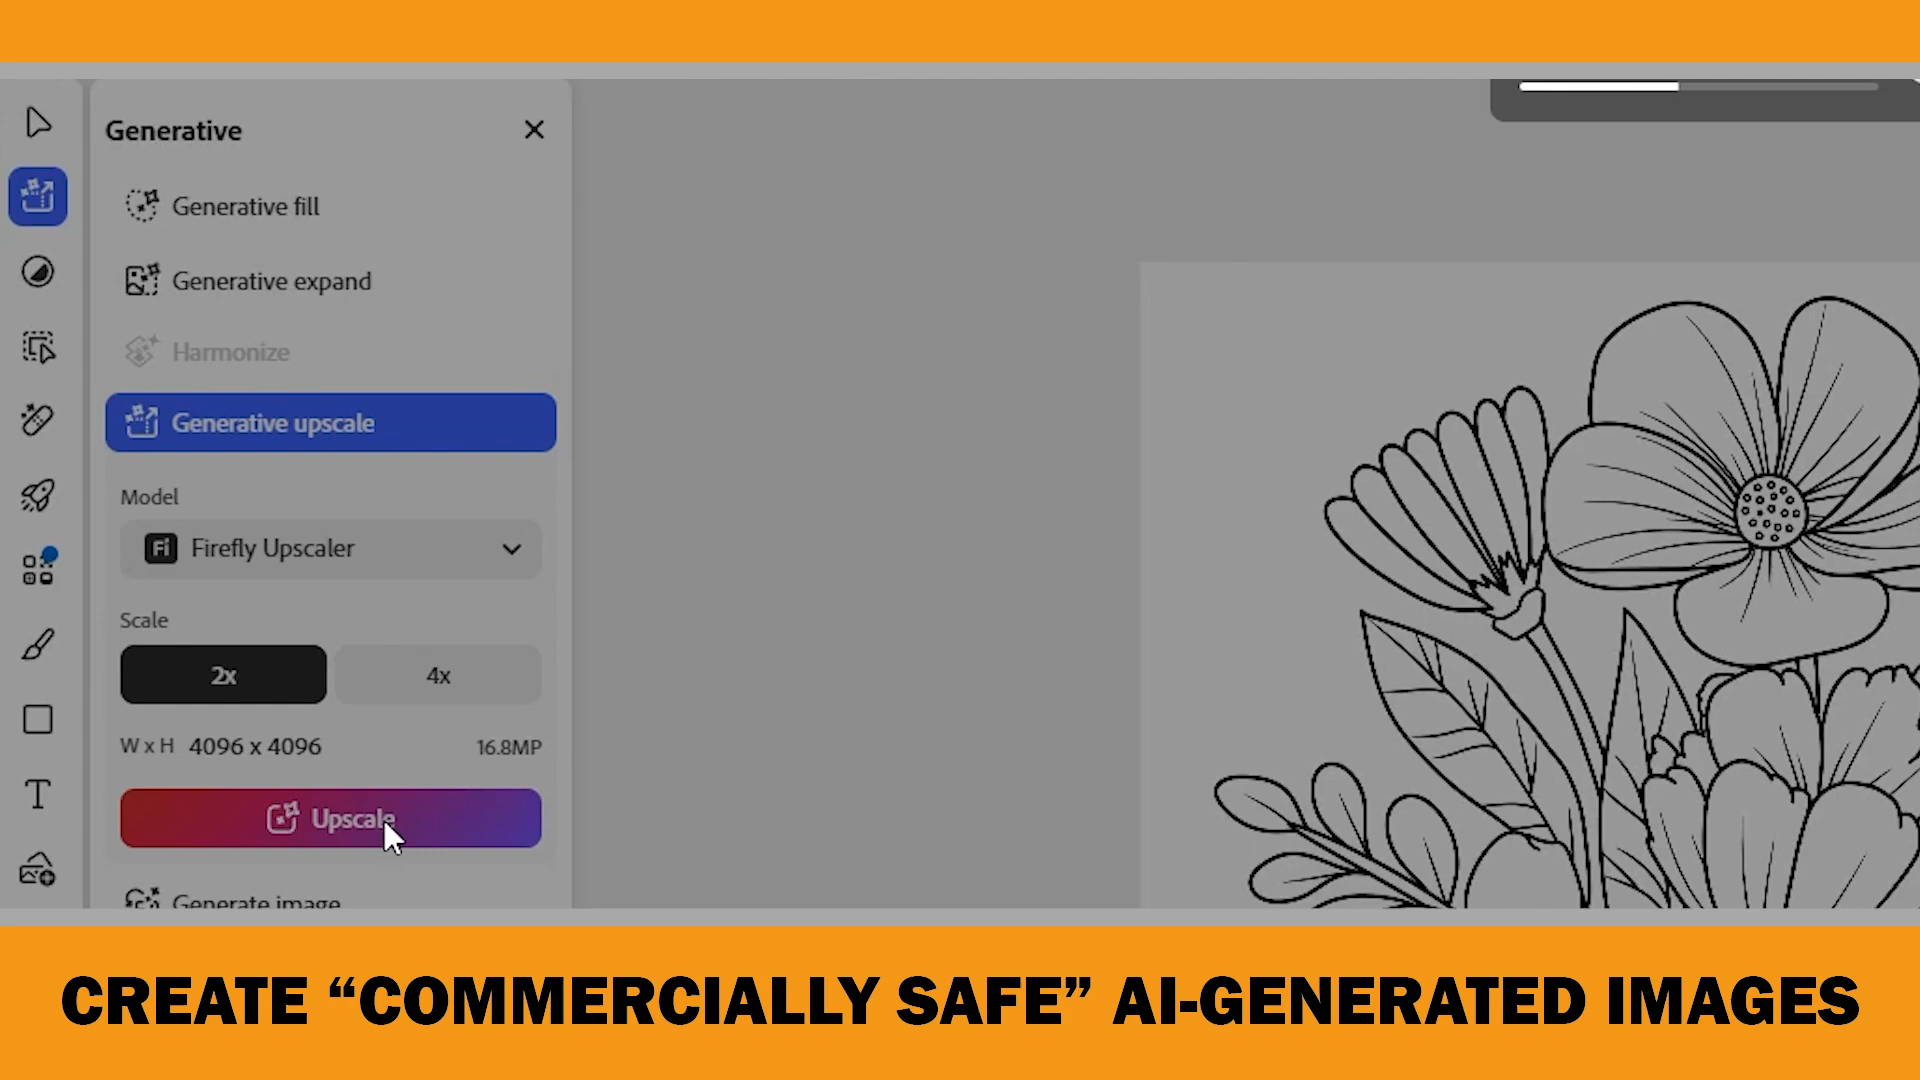 Generative
Generative fill
Generative expand
Harmonize
Generative upscale
Model
Fi Firefly Upscaler
Scale
2x 4x
W x H 4096 x 4096 16.8MP
Upscale
Generate image
T
CREATE “COMMERCIALLY SAFE” AI-GENERATED IMAGES